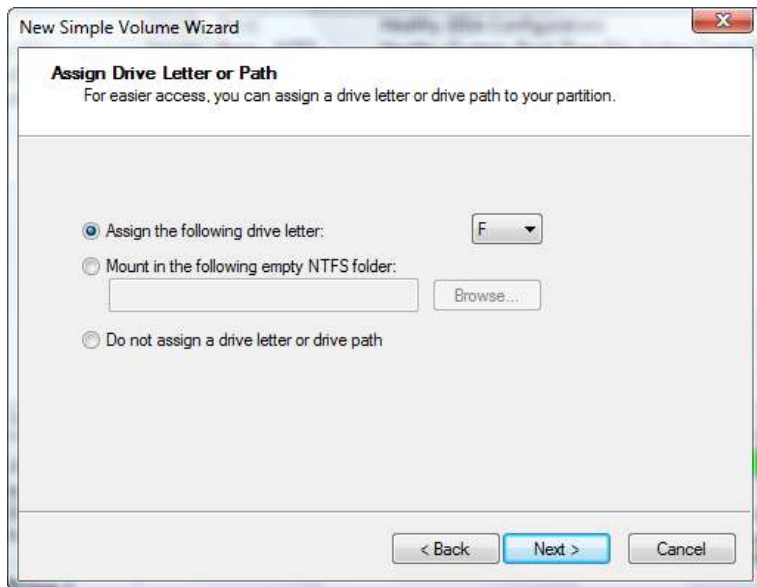 New Simple Volume Wizard
Assign Drive Letter or Path
For easier access, you can assign a drive letter or drive path to your partition.
Assign the following drive letter: F
Mount in the following empty NTFS folder:
Browse...
Do not assign a drive letter or drive path
< Back Next > Cancel